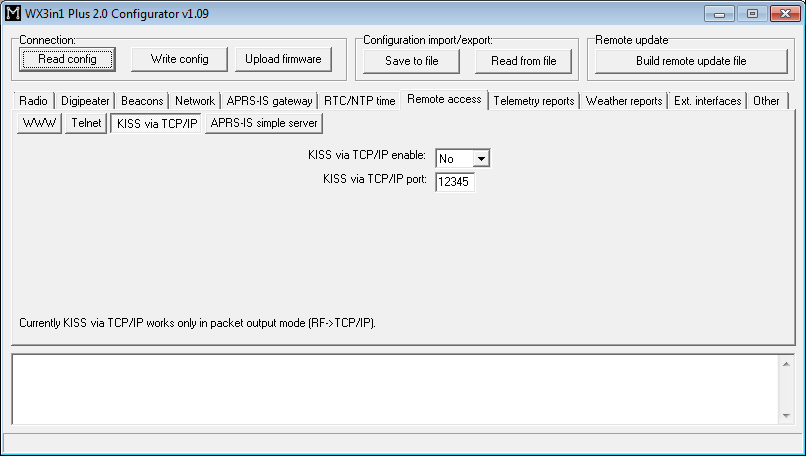 WX3in1 Plus 2.0 Configurator v1.09
Connection: Configuration import/export: Remote update
Read config Write config Upload firmware Save to file Read from file Build remote update file
Radio Digipeater Beacons Network APRS-IS gateway RTC/NTP time Remote access Telemetry reports Weather reports Ext. interfaces Other
WWW Telnet KISS via TCP/IP APRS-IS simple server
KISS via TCP/IP enable: No
KISS via TCP/IP port: 12345
Currently KISS via TCP/IP works only in packet output mode (RF->TCP/IP).